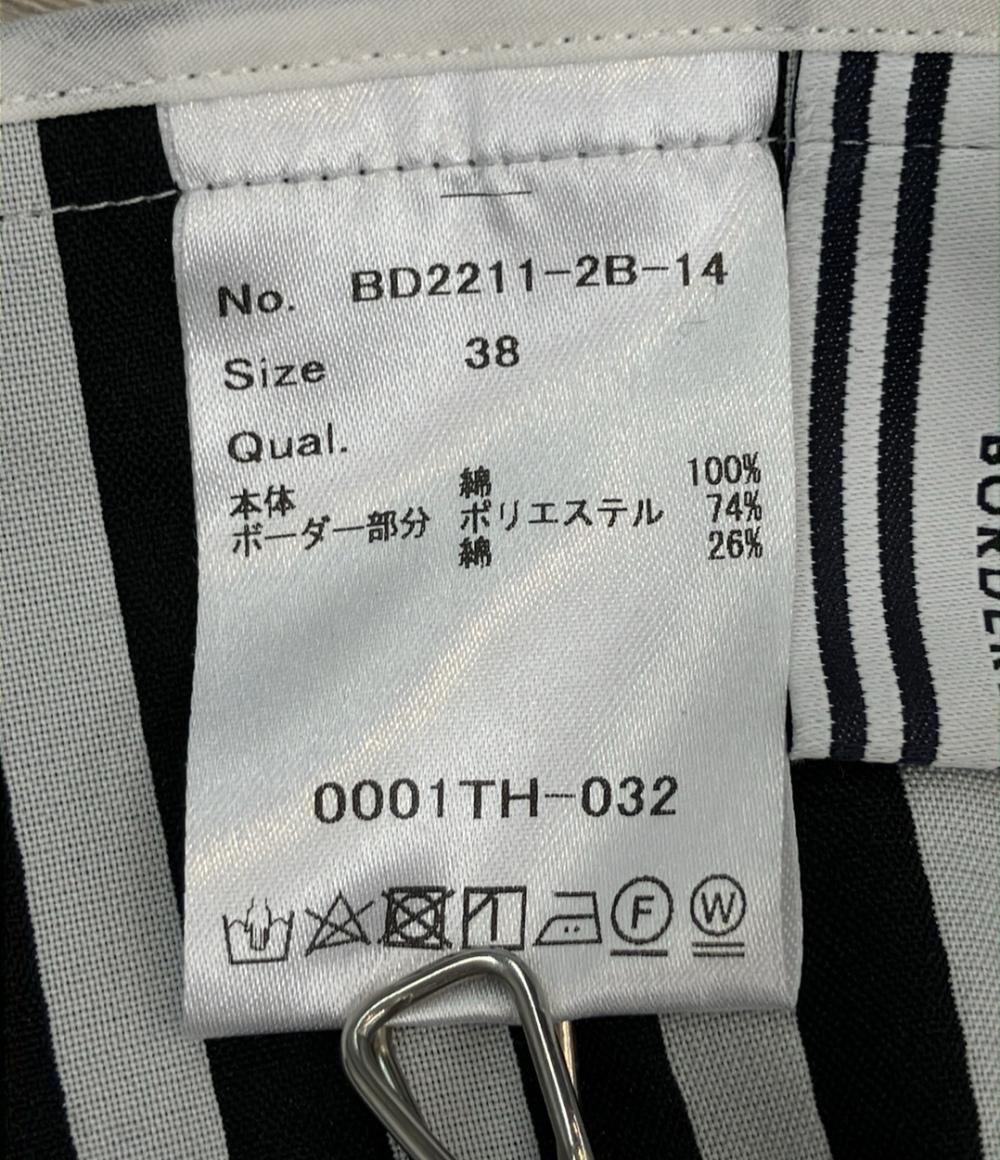 No. BD2211-2B-14
Size 38
Qual.
本体 綿 100%
ボーダー部分 ポリエステル 74%
綿 26%
0001TH-032
F W